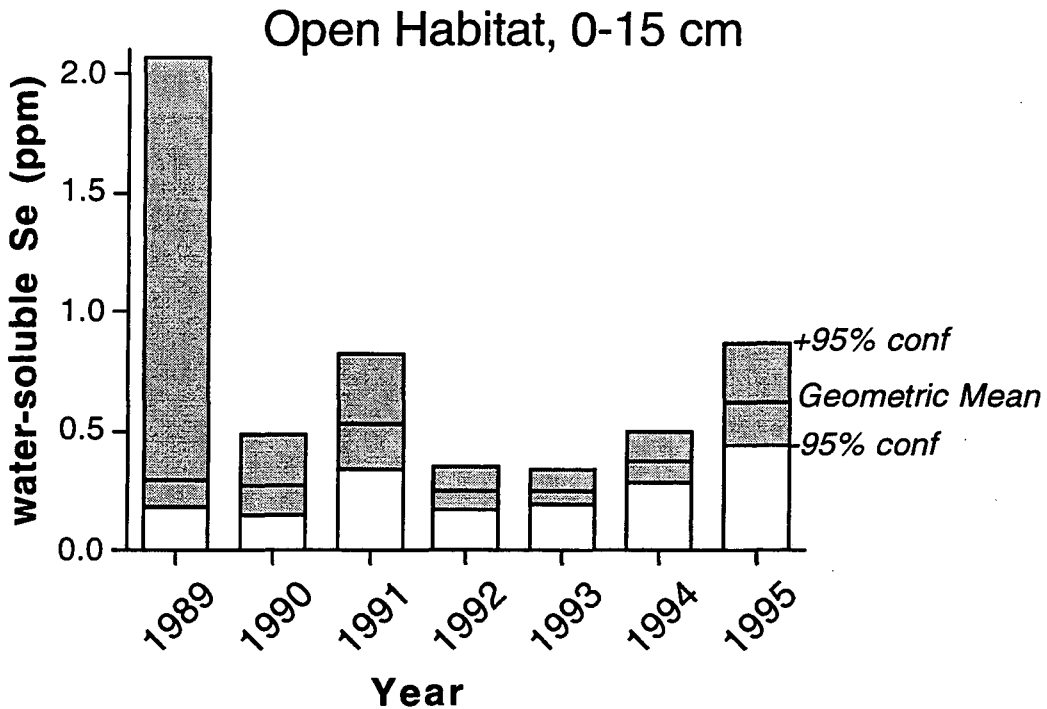 Open Habitat, 0-15 cm
water-soluble Se (ppm)
2.0
1.5
1.0
0.5
0.0
+95% conf
Geometric Mean
-95% conf
1989
1990
1991
1992
1993
1994
1995
Year